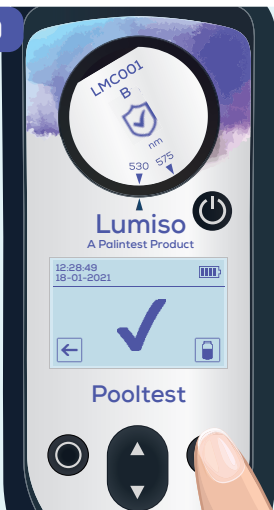 LMC001
B
nm
530 575
Lumiso
A Palintest Product
12:28:49
18-01-2021
Pooltest